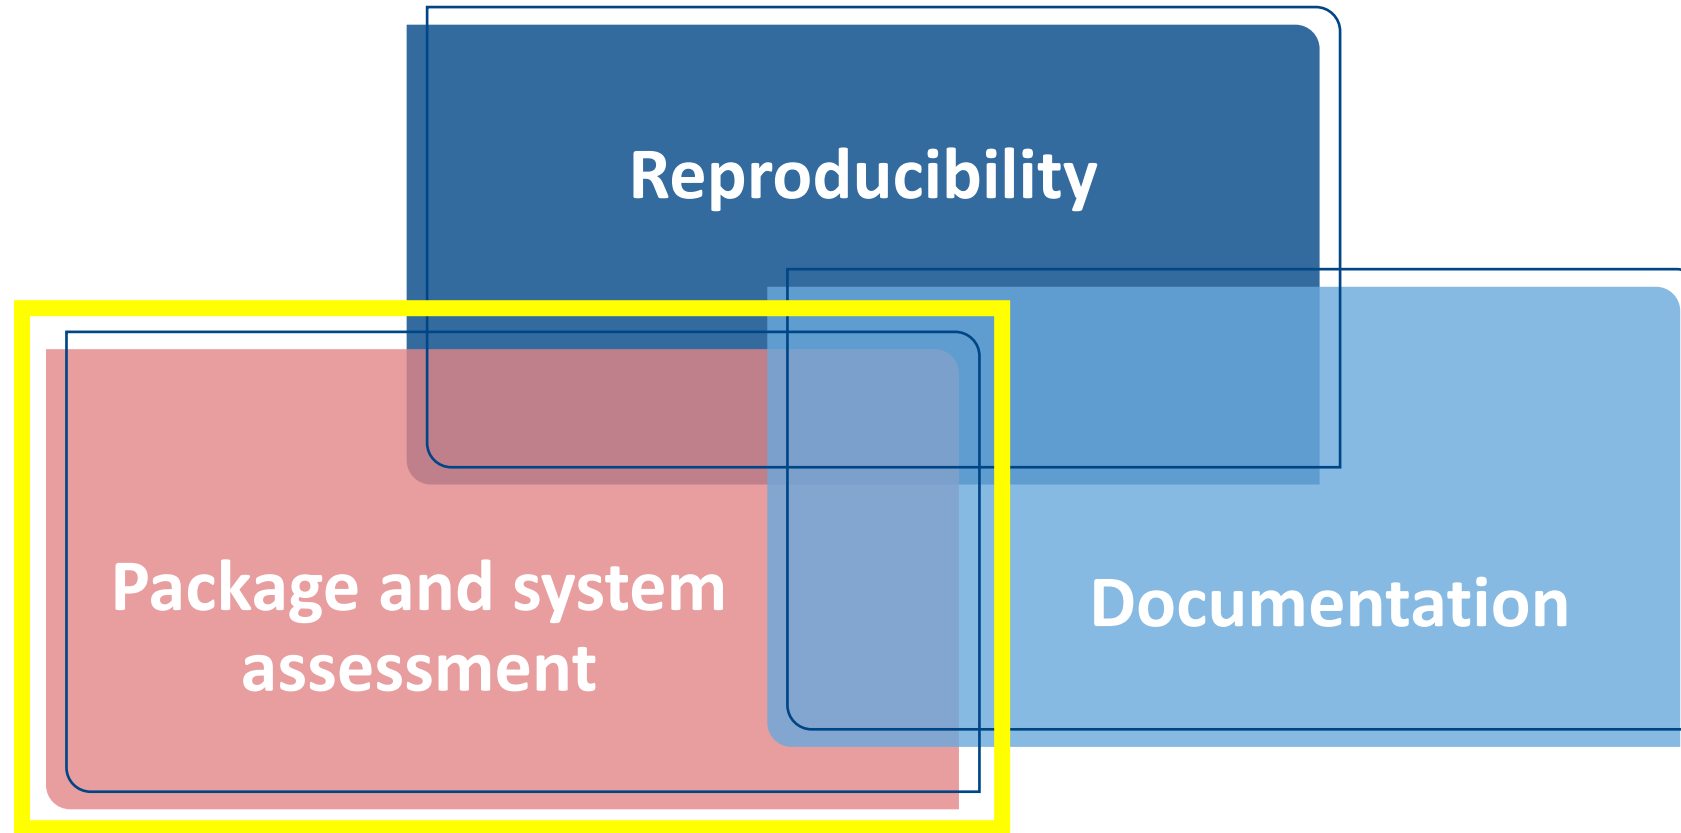 Reproducibility
Package and system
assessment
Documentation